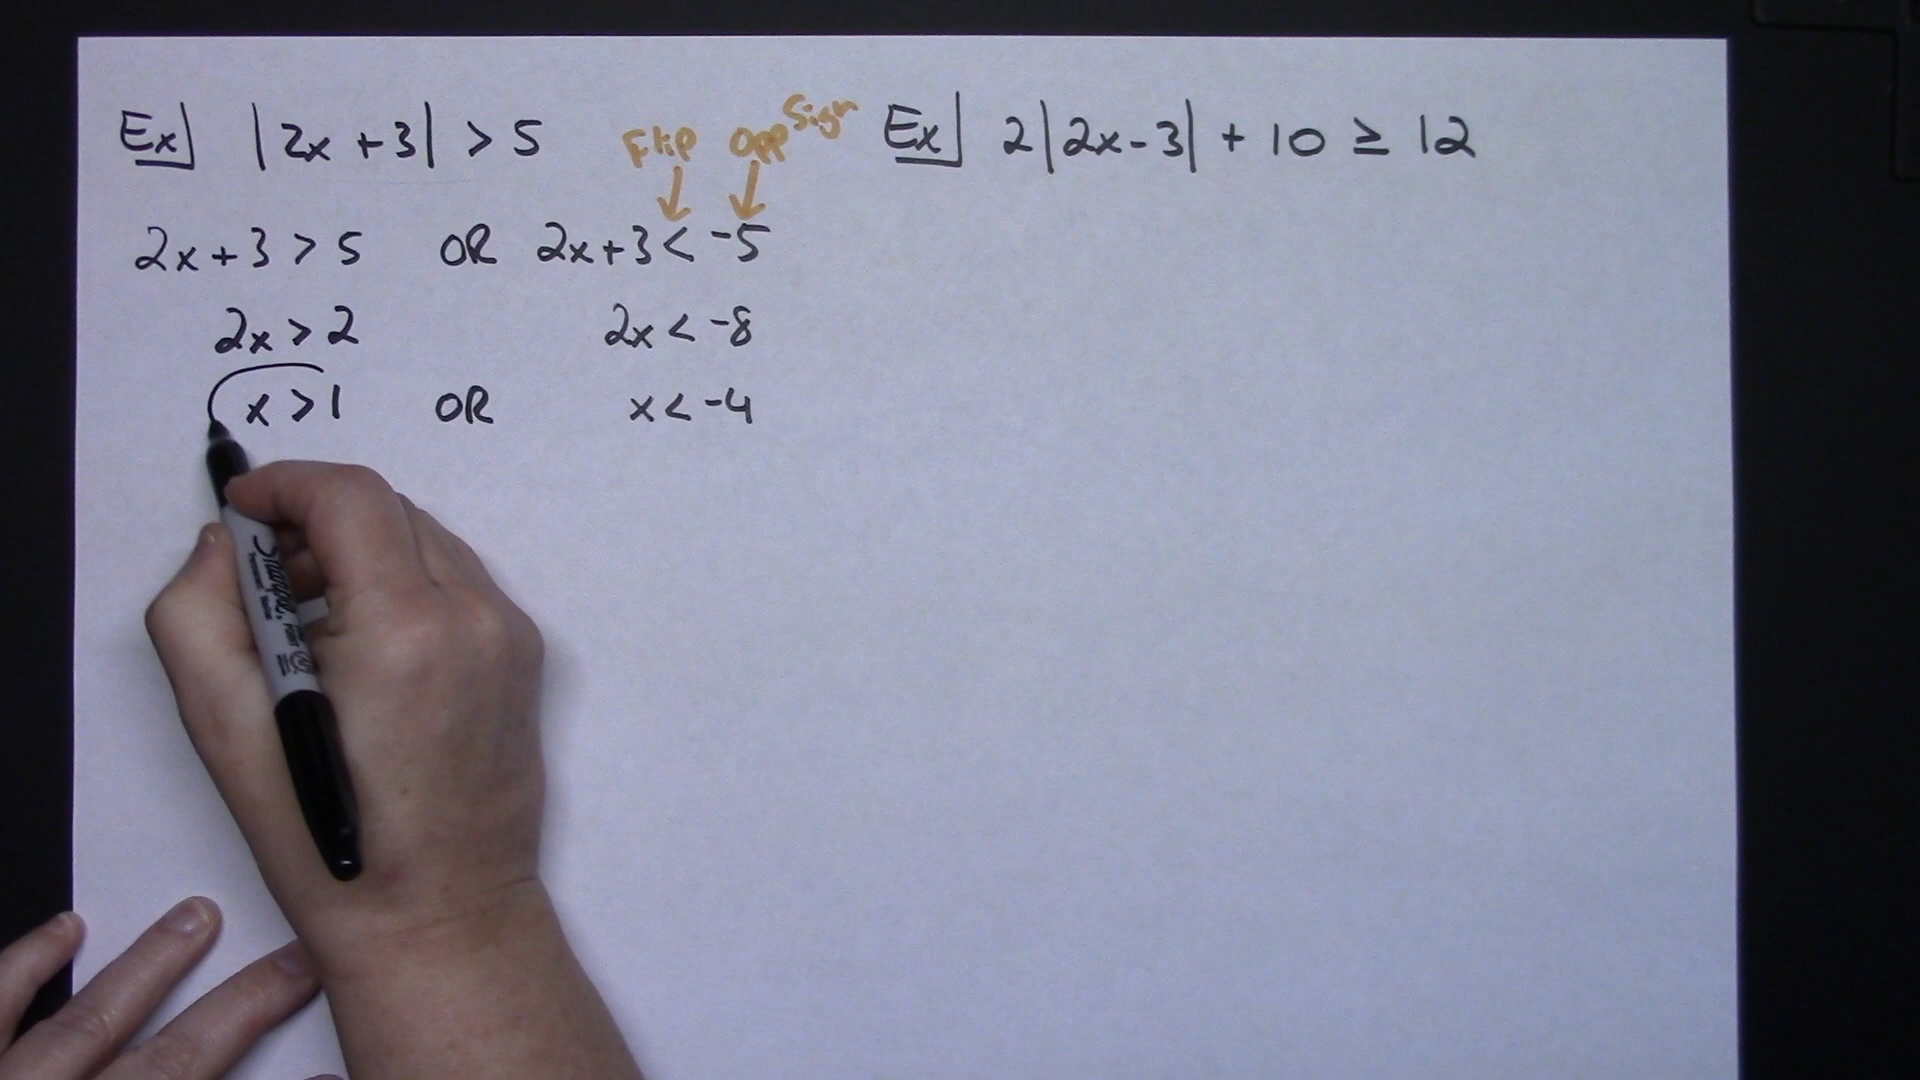 Ex |2x+3| > 5
Flip opp sign
2x+3 > 5 OR 2x+3 < -5
2x > 2 2x < -8
x > 1 OR x < -4
Ex 2|2x-3| + 10 ≥ 12
Sharpie